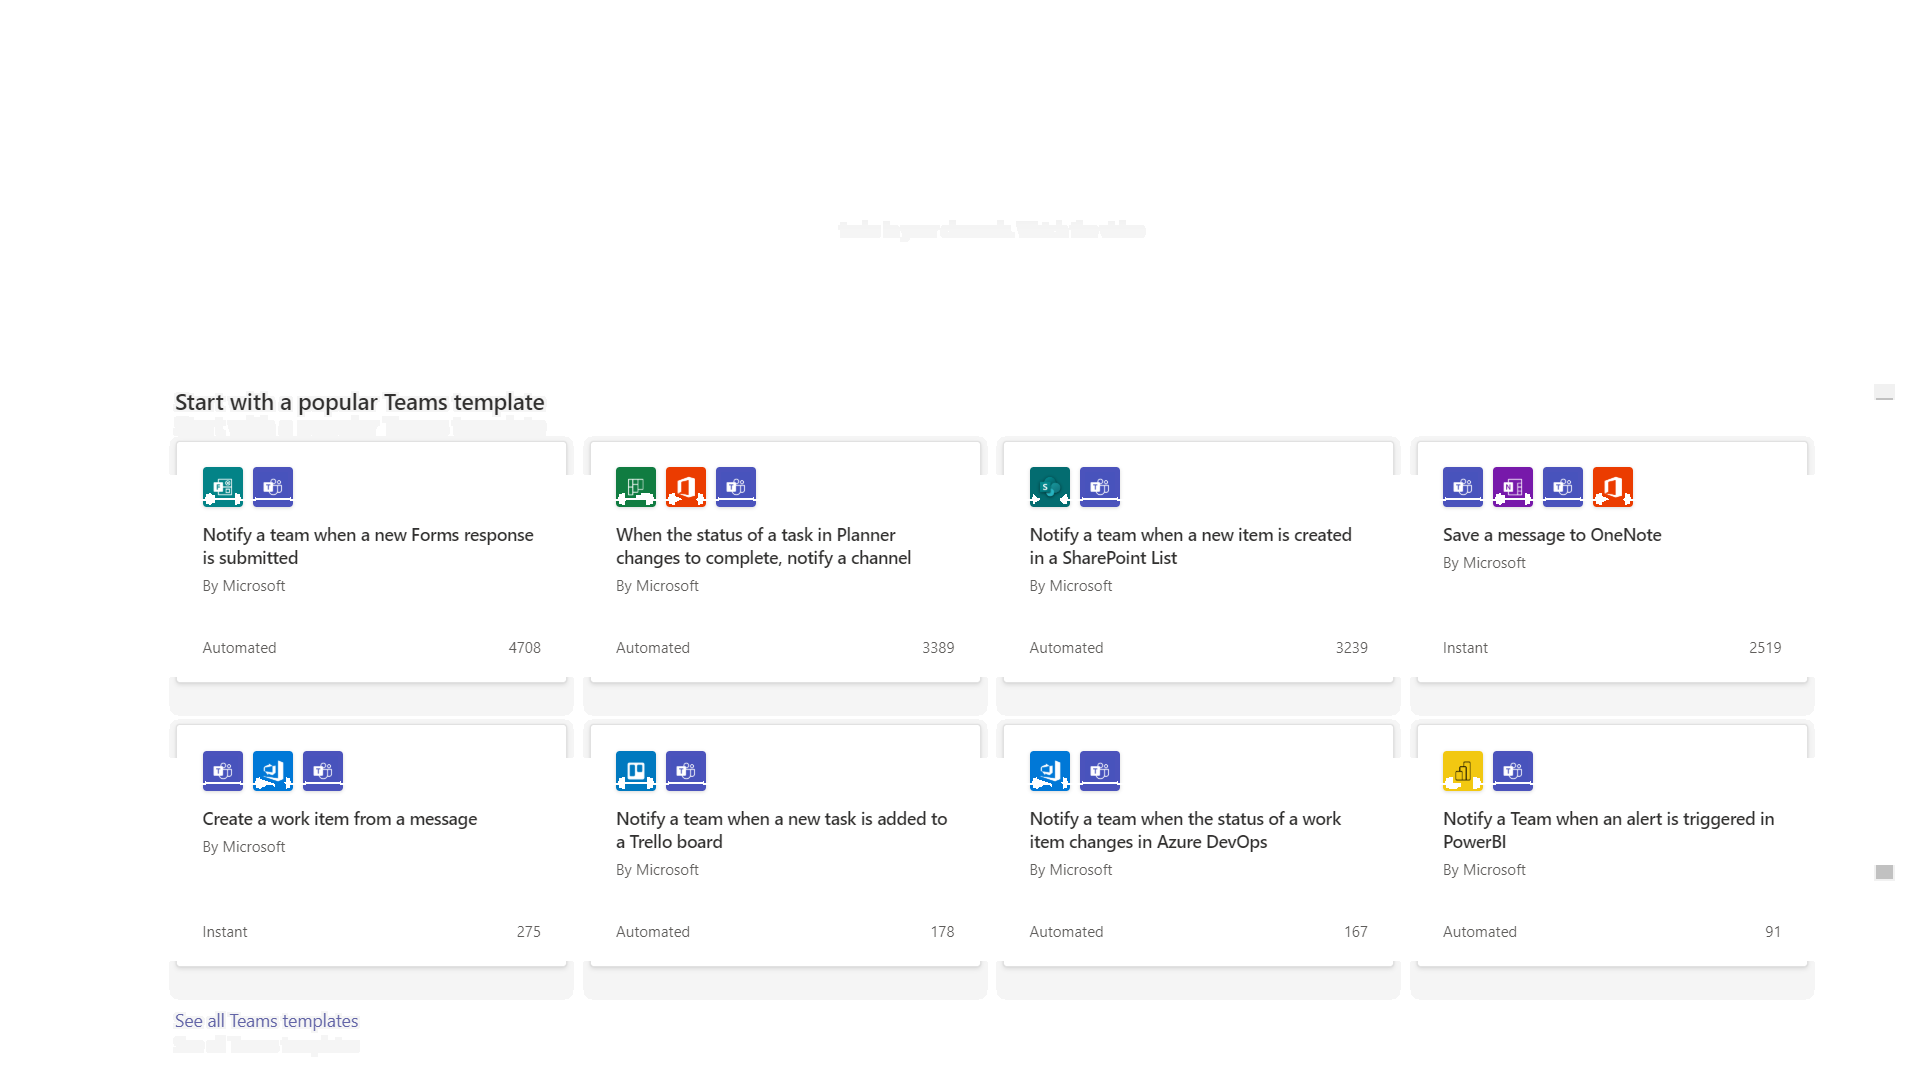 Start with a popular Teams template
Notify a team when a new Forms response
is submitted
By Microsoft
Automated 4708
When the status of a task in Planner
changes to complete, notify a channel
By Microsoft
Automated 3389
Notify a team when a new item is created
in a SharePoint List
By Microsoft
Automated 3239
Save a message to OneNote
By Microsoft
Instant 2519
Create a work item from a message
By Microsoft
Instant 275
Notify a team when a new task is added to
a Trello board
By Microsoft
Automated 178
Notify a team when the status of a work
item changes in Azure DevOps
By Microsoft
Automated 167
Notify a Team when an alert is triggered in
PowerBI
By Microsoft
Automated 91
See all Teams templates